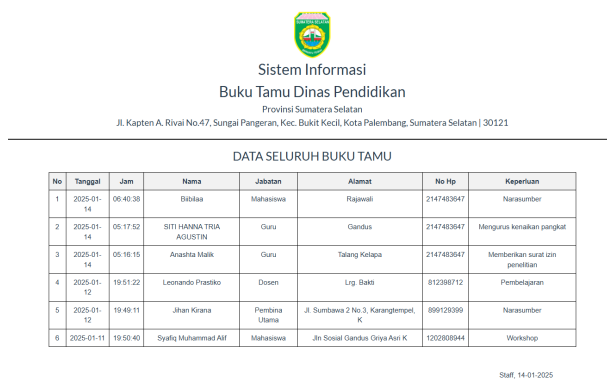 SUMATERA SELATAN
Sistem Informasi
Buku Tamu Dinas Pendidikan
Provinsi Sumatera Selatan
Jl. Kapten A. Rivai No.47, Sungai Pangeran, Kec. Bukit Kecil, Kota Palembang, Sumatera Selatan | 30121
DATA SELURUH BUKU TAMU
No Tanggal Jam Nama Jabatan Alamat No Hp Keperluan
1 2025-01-14 06:40:38 Biibilaa Mahasiswa Rajawali 2147483647 Narasumber
2 2025-01-14 05:17:52 SITI HANNA TRIA AGUSTIN Guru Gandus 2147483647 Mengurus kenaikan pangkat
3 2025-01-14 05:16:15 Anashta Malik Guru Talang Kelapa 2147483647 Memberikan surat izin penelitian
4 2025-01-12 19:51:22 Leonando Prastiko Dosen Lrg. Bakti 812398712 Pembelajaran
5 2025-01-12 19:49:11 Jihan Kirana Pembina Utama Jl. Sumbawa 2 No.3, Karangtempel, K 899129399 Narasumber
6 2025-01-11 19:50:40 Syafiq Muhammad Alif Mahasiswa Jln Sosial Gandus Griya Asri K 1202808944 Workshop
Staff, 14-01-2025